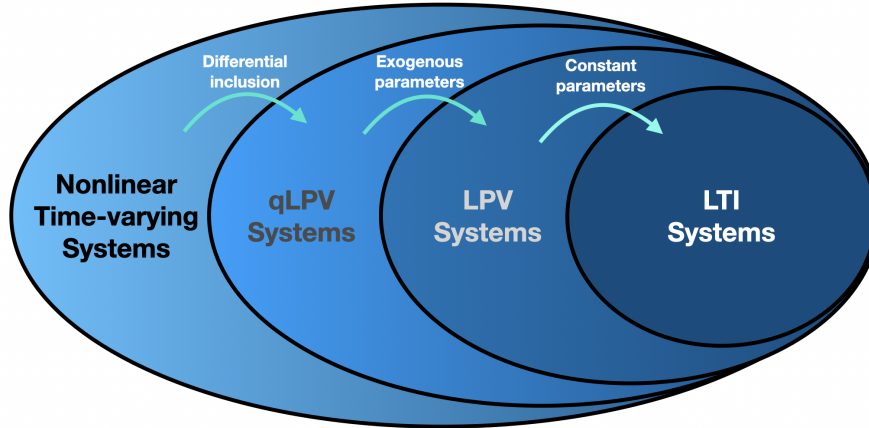 Differential
inclusion
Exogenous
parameters
Constant
parameters
Nonlinear
Time-varying
Systems
qLPV
Systems
LPV
Systems
LTI
Systems